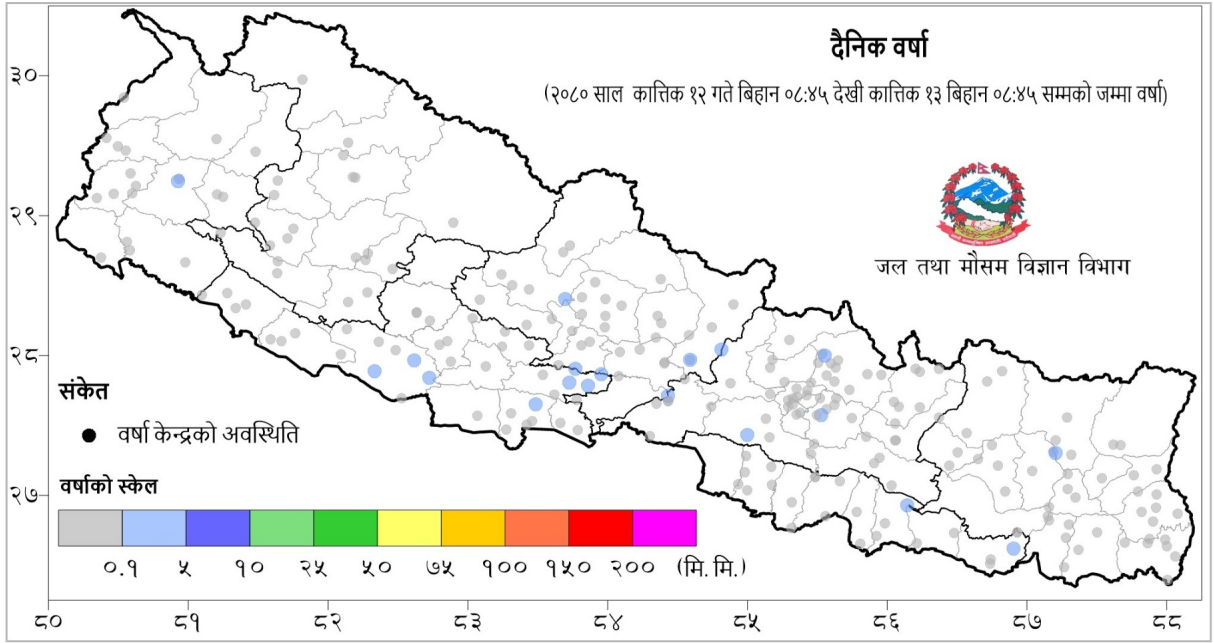 दैनिक वर्षा
(२०८० साल कात्तिक १२ गते बिहान ०८:४५ देखी कात्तिक १३ बिहान ०८:४५ सम्मको जम्मा वर्षा)
जल तथा मौसम विज्ञान विभाग
३०
२९
२८
२७
संकेत
वर्षा केन्द्रको अवस्थिति
वर्षाको स्केल
०.१ ५ १० २५ ५० ७५ १०० १५० २०० (मि. मि.)
८० ८१ ८२ ८३ ८४ ८५ ८६ ८७ ८८